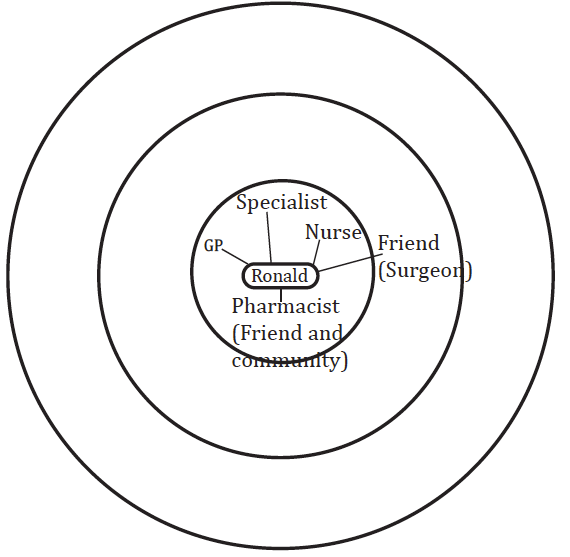 Specialist
Nurse
GP
Friend
(Surgeon)
Ronald
Pharmacist
(Friend and
community)